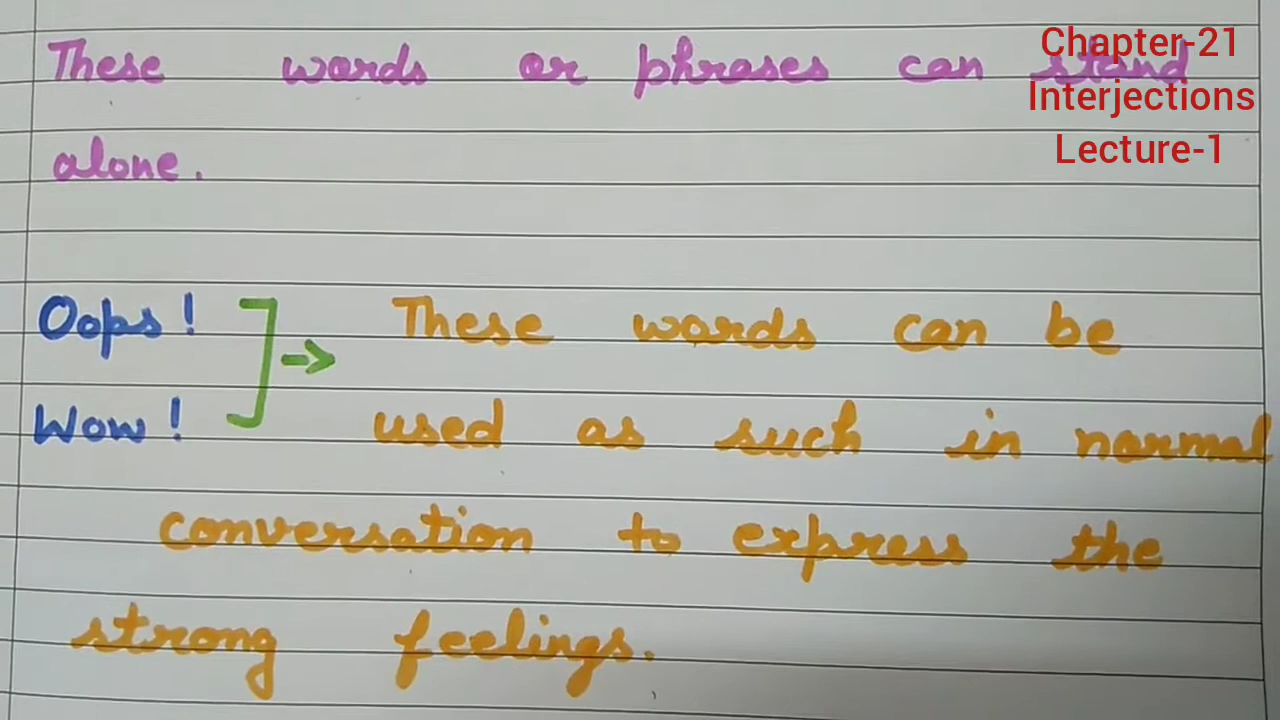 These words or phrases can stand
alone.
Chapter-21
Interjections
Lecture-1
Oops!
Wow!
These words can be
used as such in normal
conversation to express the
strong feelings.